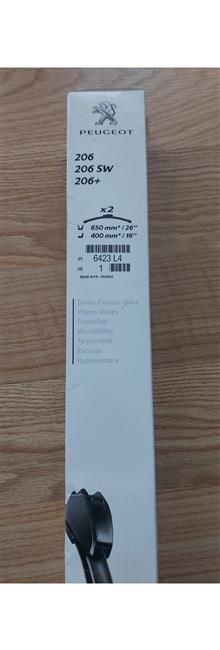 PEUGEOT
206
206 SW
206+
x2
650 mm* / 26"
400 mm* / 16"
(P) 6423 L4
1
MADE IN FR - FRANCE
Balais d'essuie-glace
Wipers blades
Escobillas
Wischblätter
Tergicristalli
Escovas
Ruitenwissers